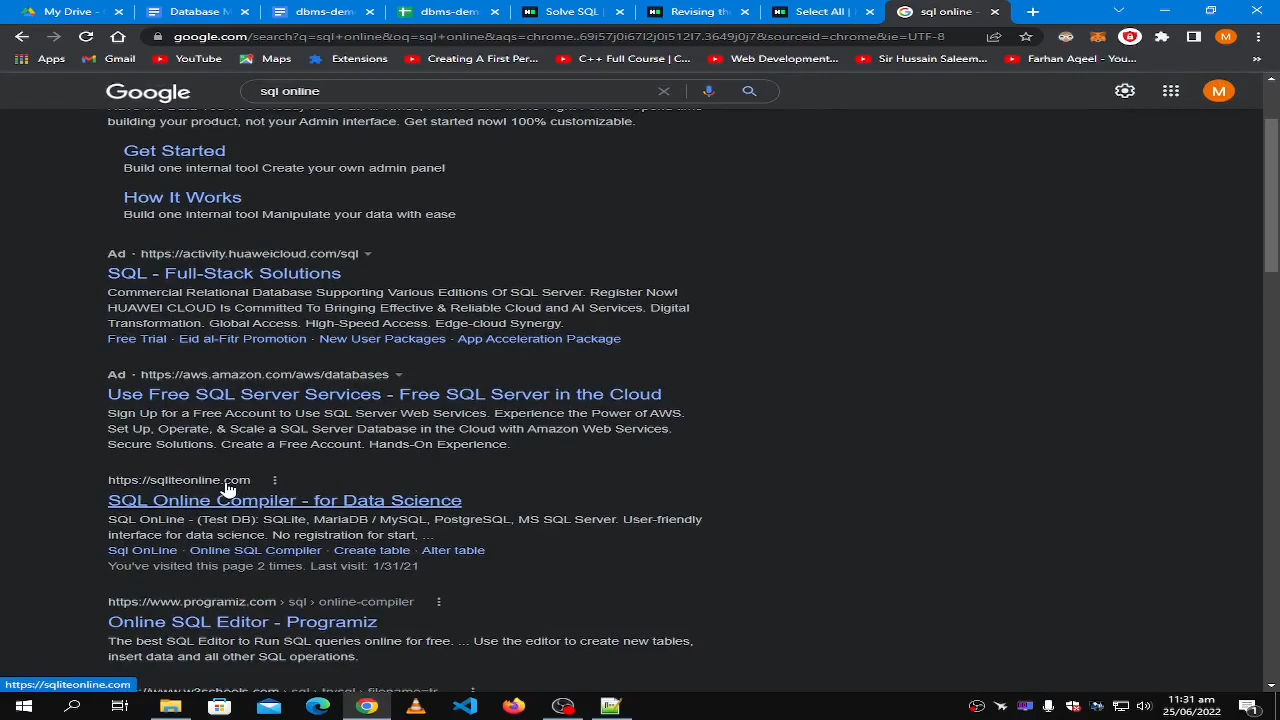 My Drive -
Database M
dbms-dem
dbms-dem
Solve SQL |
Revising the
Select All |
sql online -
google.com/search?q=sql+online&oq=sql+online&aqs=chrome..69i57j0i67l2j0i512l7.3649j0j7&sourceid=chrome&ie=UTF-8
M
Apps
Gmail
YouTube
Maps
Extensions
Creating A First Per...
C++ Full Course | C...
Web Development...
Sir Hussain Saleem...
Farhan Aqeel - You...
»
Google
sql online
M
building your product, not your Admin interface. Get started now! 100% customizable.
Get Started
Build one internal tool Create your own admin panel
How It Works
Build one internal tool Manipulate your data with ease
Ad · https://activity.huaweicloud.com/sql
SQL - Full-Stack Solutions
Commercial Relational Database Supporting Various Editions Of SQL Server. Register Now!
HUAWEI CLOUD Is Committed To Bringing Effective & Reliable Cloud and AI Services. Digital
Transformation. Global Access. High-Speed Access. Edge-cloud Synergy.
Free Trial · Eid al-Fitr Promotion · New User Packages · App Acceleration Package
Ad · https://aws.amazon.com/aws/databases
Use Free SQL Server Services - Free SQL Server in the Cloud
Sign Up for a Free Account to Use SQL Server Web Services. Experience the Power of AWS.
Set Up, Operate, & Scale a SQL Server Database in the Cloud with Amazon Web Services.
Secure Solutions. Create a Free Account. Hands-On Experience.
https://sqliteonline.com
SQL Online Compiler - for Data Science
SQL OnLine - (Test DB): SQLite, MariaDB / MySQL, PostgreSQL, MS SQL Server. User-friendly
interface for data science. No registration for start, ...
Sql OnLine · Online SQL Compiler · Create table · Alter table
You've visited this page 2 times. Last visit: 1/31/21
https://www.programiz.com › sql › online-compiler
Online SQL Editor - Programiz
The best SQL Editor to Run SQL queries online for free. ... Use the editor to create new tables,
insert data and all other SQL operations.
https://www.w3schools.com › sql › trysql › filename=tr...
https://sqliteonline.com
11:31 am
25/06/2022
1